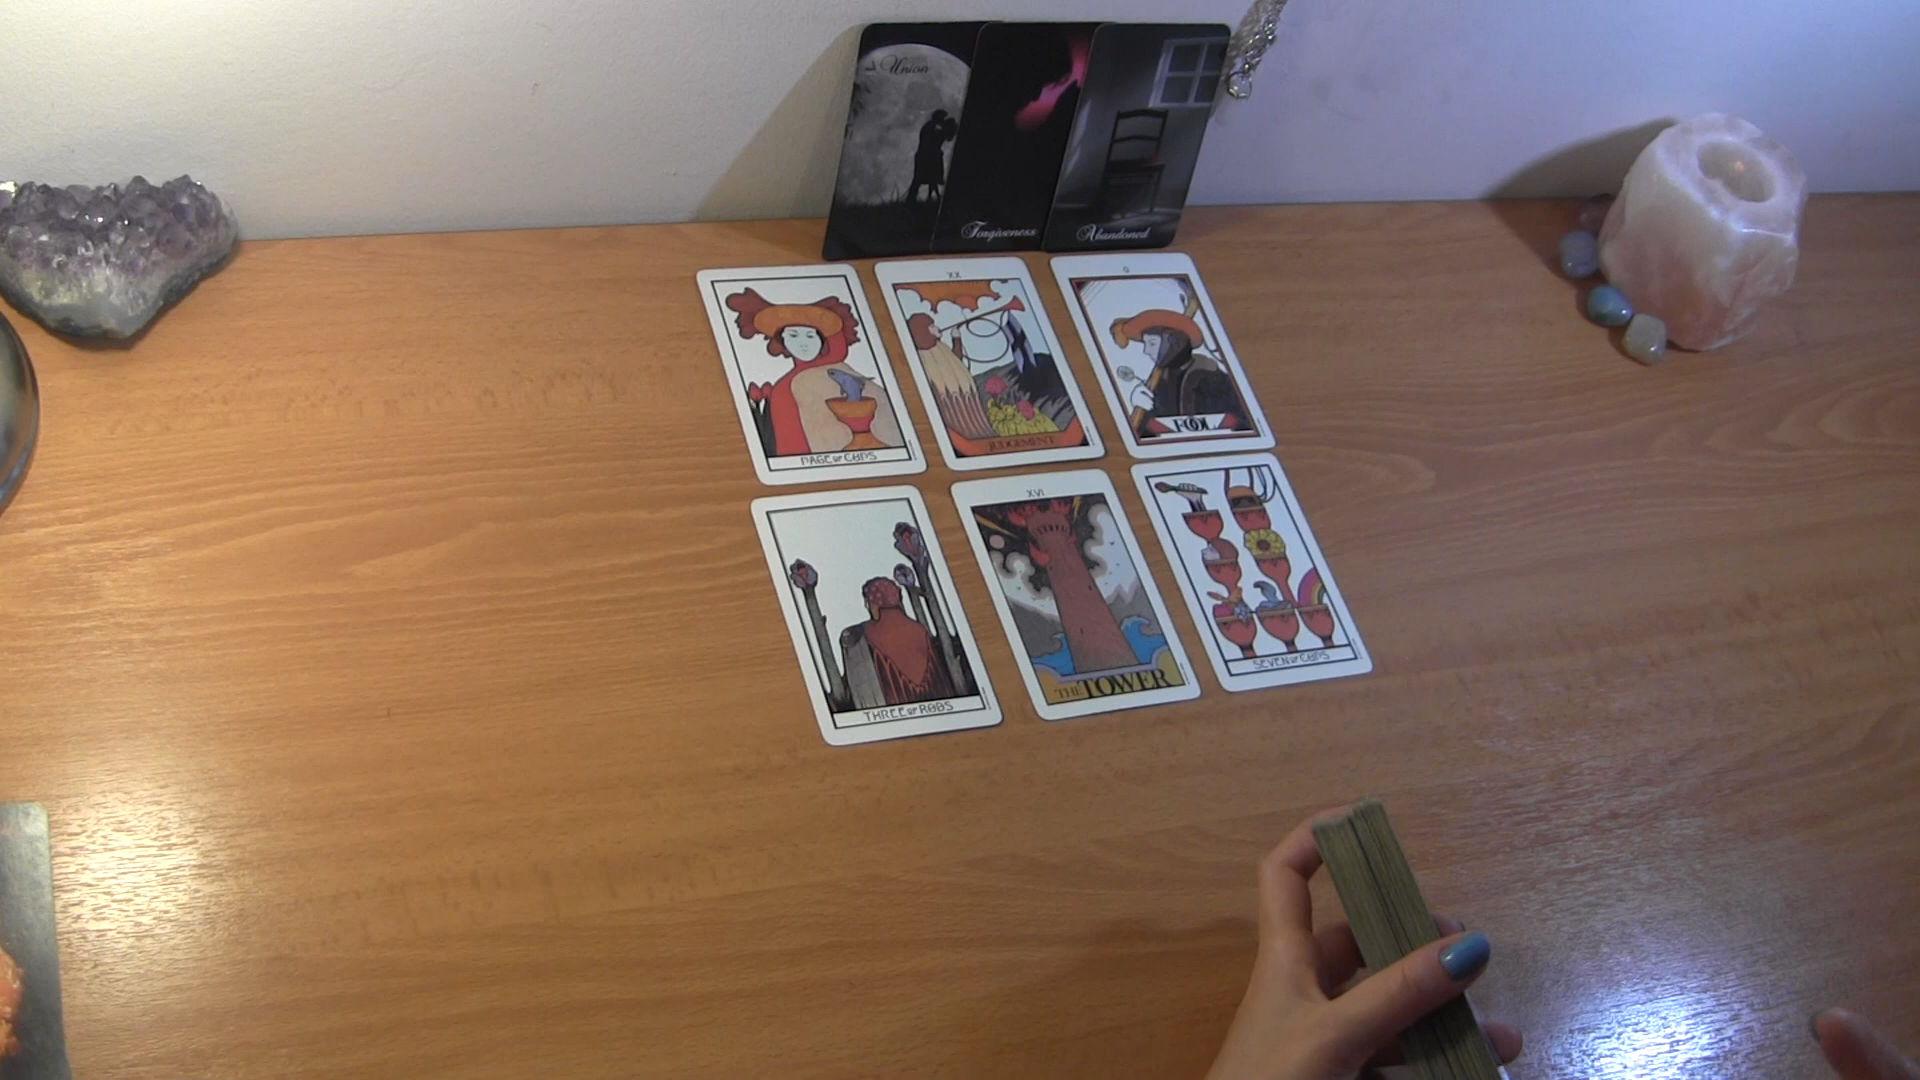 Union
Forgiveness
Abandoned
PAGE OF CUPS
XX
JUDGEMENT
0
FOOL
THREE OF RODS
XVI
THE TOWER
SEVEN OF CUPS